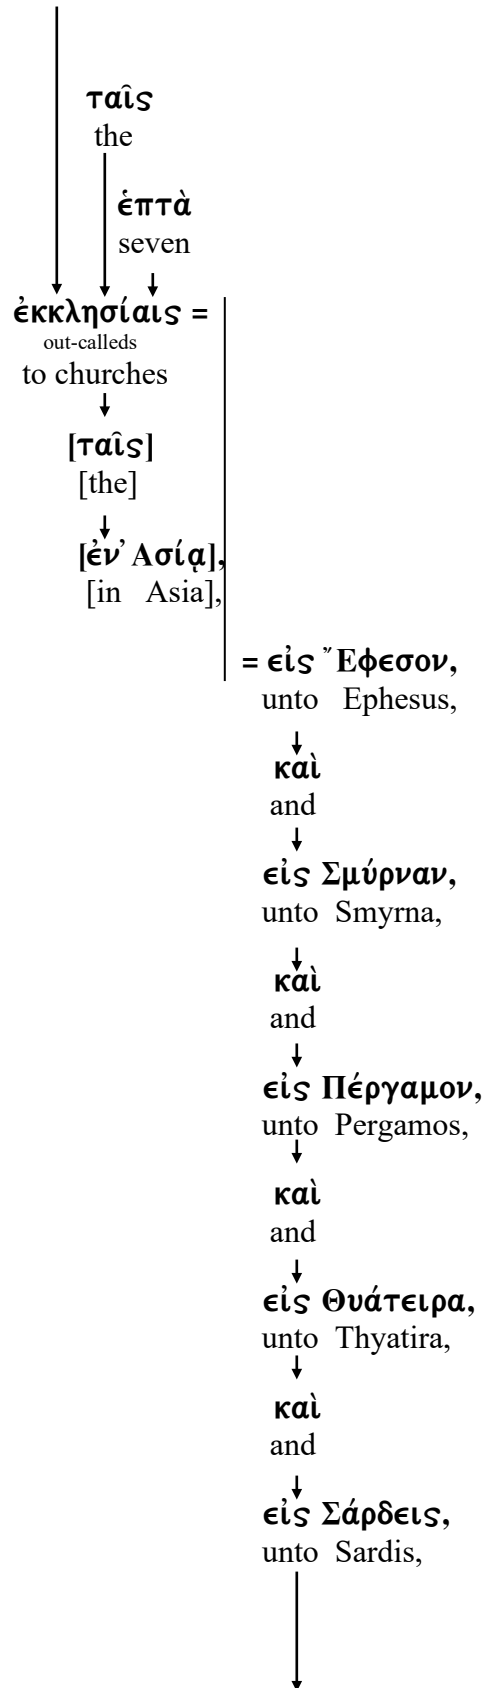 ταῖς
the
ἑπτὰ
seven
ἐκκλησίαις =
out-calleds
to churches
[ταῖς]
[the]
[ἐν Ἀσίᾳ],
[in Asia],
= εἰς Ἔφεσον,
unto Ephesus,
καὶ
and
εἰς Σμύρναν,
unto Smyrna,
καὶ
and
εἰς Πέργαμον,
unto Pergamos,
καὶ
and
εἰς Θυάτειρα,
unto Thyatira,
καὶ
and
εἰς Σάρδεις,
unto Sardis,